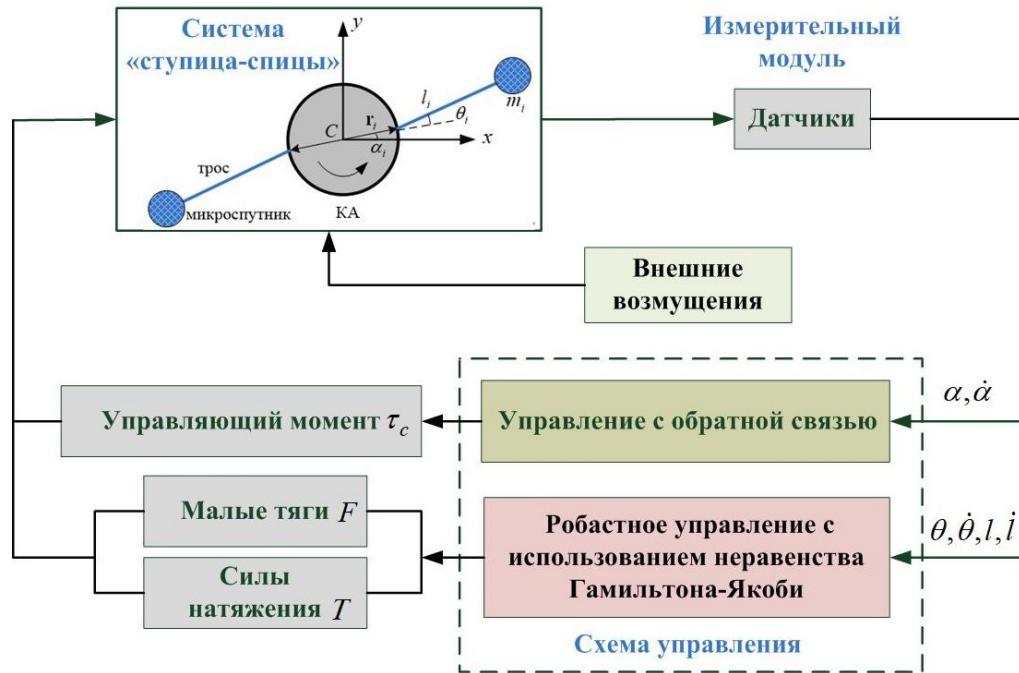 Система
«ступица-спицы»
y
l_i
m_i
θ_i
r_i
C
α_i
x
трос
микроспутник
КА
Измерительный
модуль
Датчики
Внешние
возмущения
Управляющий момент τ_c
Управление с обратной связью
α, α̇
Малые тяги F
Силы
натяжения T
Робастное управление с
использованием неравенства
Гамильтона-Якоби
θ, θ̇, l, l̇
Схема управления